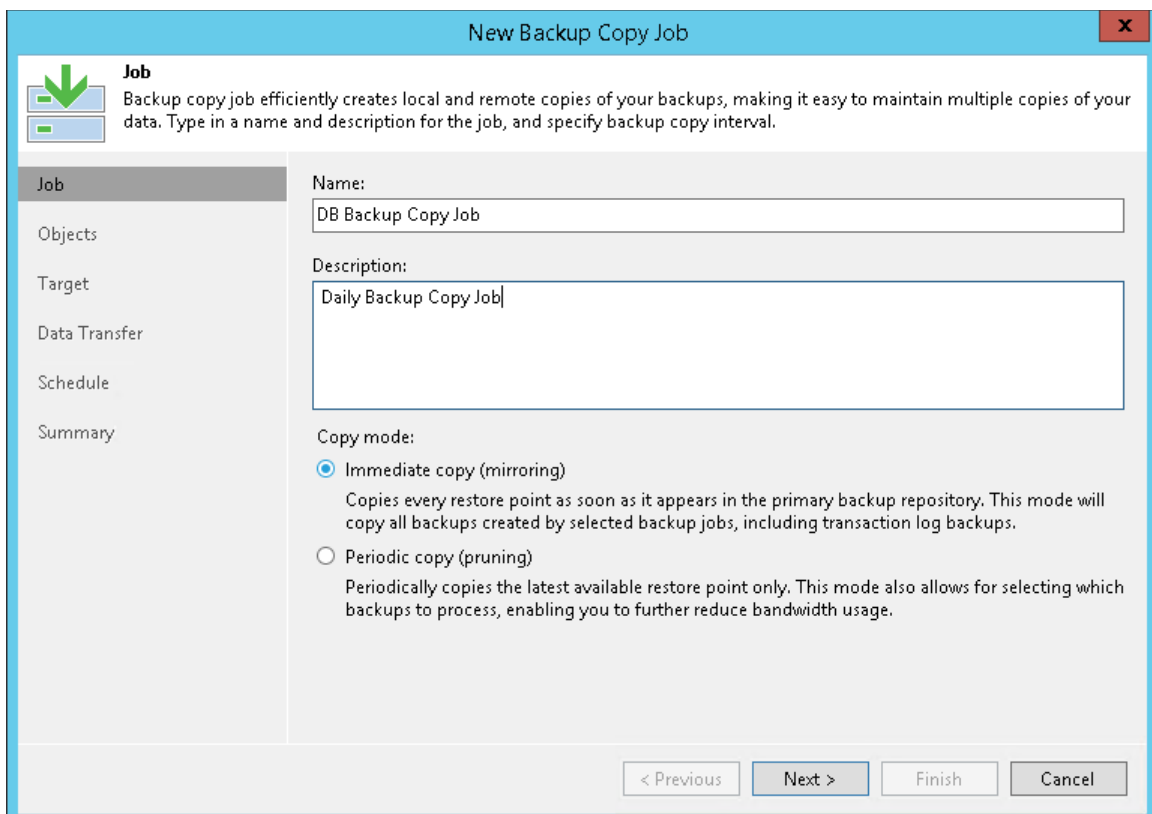 New Backup Copy Job
x
Job
Backup copy job efficiently creates local and remote copies of your backups, making it easy to maintain multiple copies of your
data. Type in a name and description for the job, and specify backup copy interval.
Job
Objects
Target
Data Transfer
Schedule
Summary
Name:
DB Backup Copy Job
Description:
Daily Backup Copy Job
Copy mode:
Immediate copy (mirroring)
Copies every restore point as soon as it appears in the primary backup repository. This mode will
copy all backups created by selected backup jobs, including transaction log backups.
Periodic copy (pruning)
Periodically copies the latest available restore point only. This mode also allows for selecting which
backups to process, enabling you to further reduce bandwidth usage.
< Previous Next > Finish Cancel